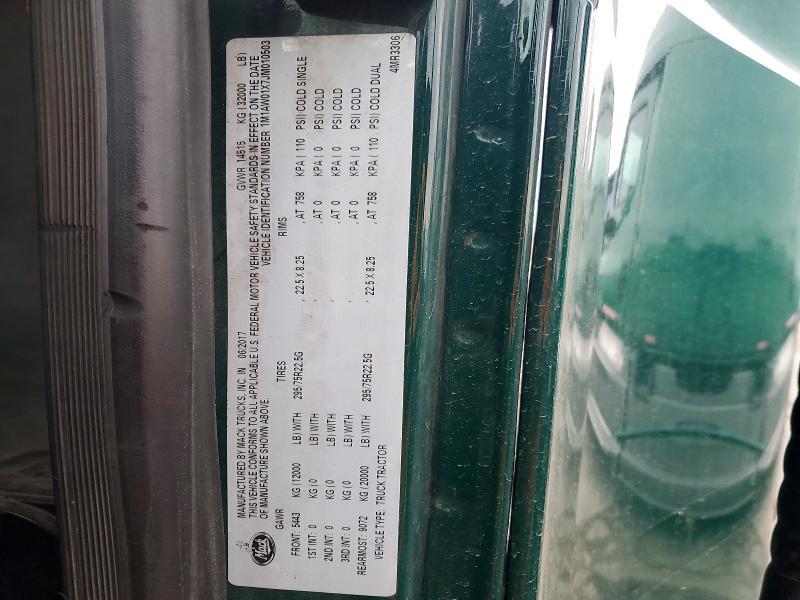 MANUFACTURED BY MACK TRUCKS, INC. IN 06/2017 GVWR 14515 KG (32000 LB)
THIS VEHICLE CONFORMS TO ALL APPLICABLE U.S. FEDERAL MOTOR VEHICLE SAFETY STANDARDS IN EFFECT ON THE DATE
OF MANUFACTURE SHOWN ABOVE. VEHICLE IDENTIFICATION NUMBER 1M1AW01X7JM010503
Mack
GAWR TIRES RIMS
FRONT: 5443 KG (12000 LB) WITH 295/75R22.5G , 22.5 X 8.25 , AT 758 KPA ( 110 PSI) COLD SINGLE
1ST INT: 0 KG (0 LB) WITH , , AT 0 KPA ( 0 PSI) COLD
2ND INT: 0 KG (0 LB) WITH , , AT 0 KPA ( 0 PSI) COLD
3RD INT: 0 KG (0 LB) WITH , , AT 0 KPA ( 0 PSI) COLD
REARMOST: 9072 KG (20000 LB) WITH 295/75R22.5G , 22.5 X 8.25 , AT 758 KPA ( 110 PSI) COLD DUAL
VEHICLE TYPE: TRUCK TRACTOR
4MR3306